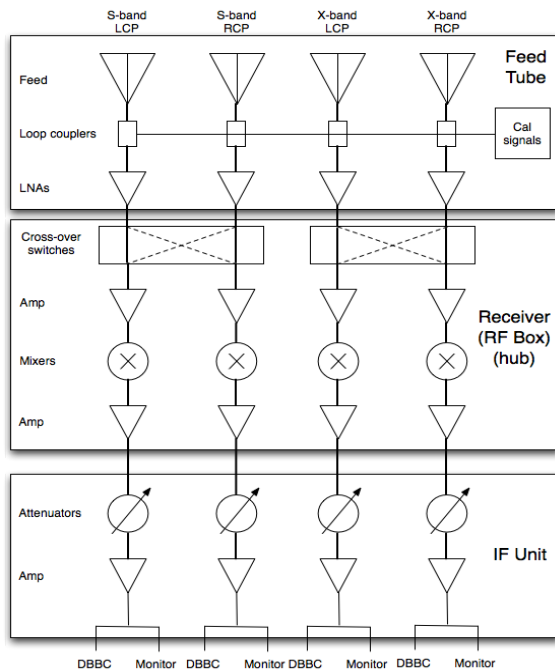 S-band S-band X-band X-band
LCP RCP LCP RCP
Feed
Tube
Feed
Loop couplers
Cal
signals
LNAs
Cross-over
switches
Amp
Receiver
(RF Box)
(hub)
Mixers
Amp
Attenuators
IF Unit
Amp
DBBC Monitor DBBC Monitor DBBC Monitor DBBC Monitor